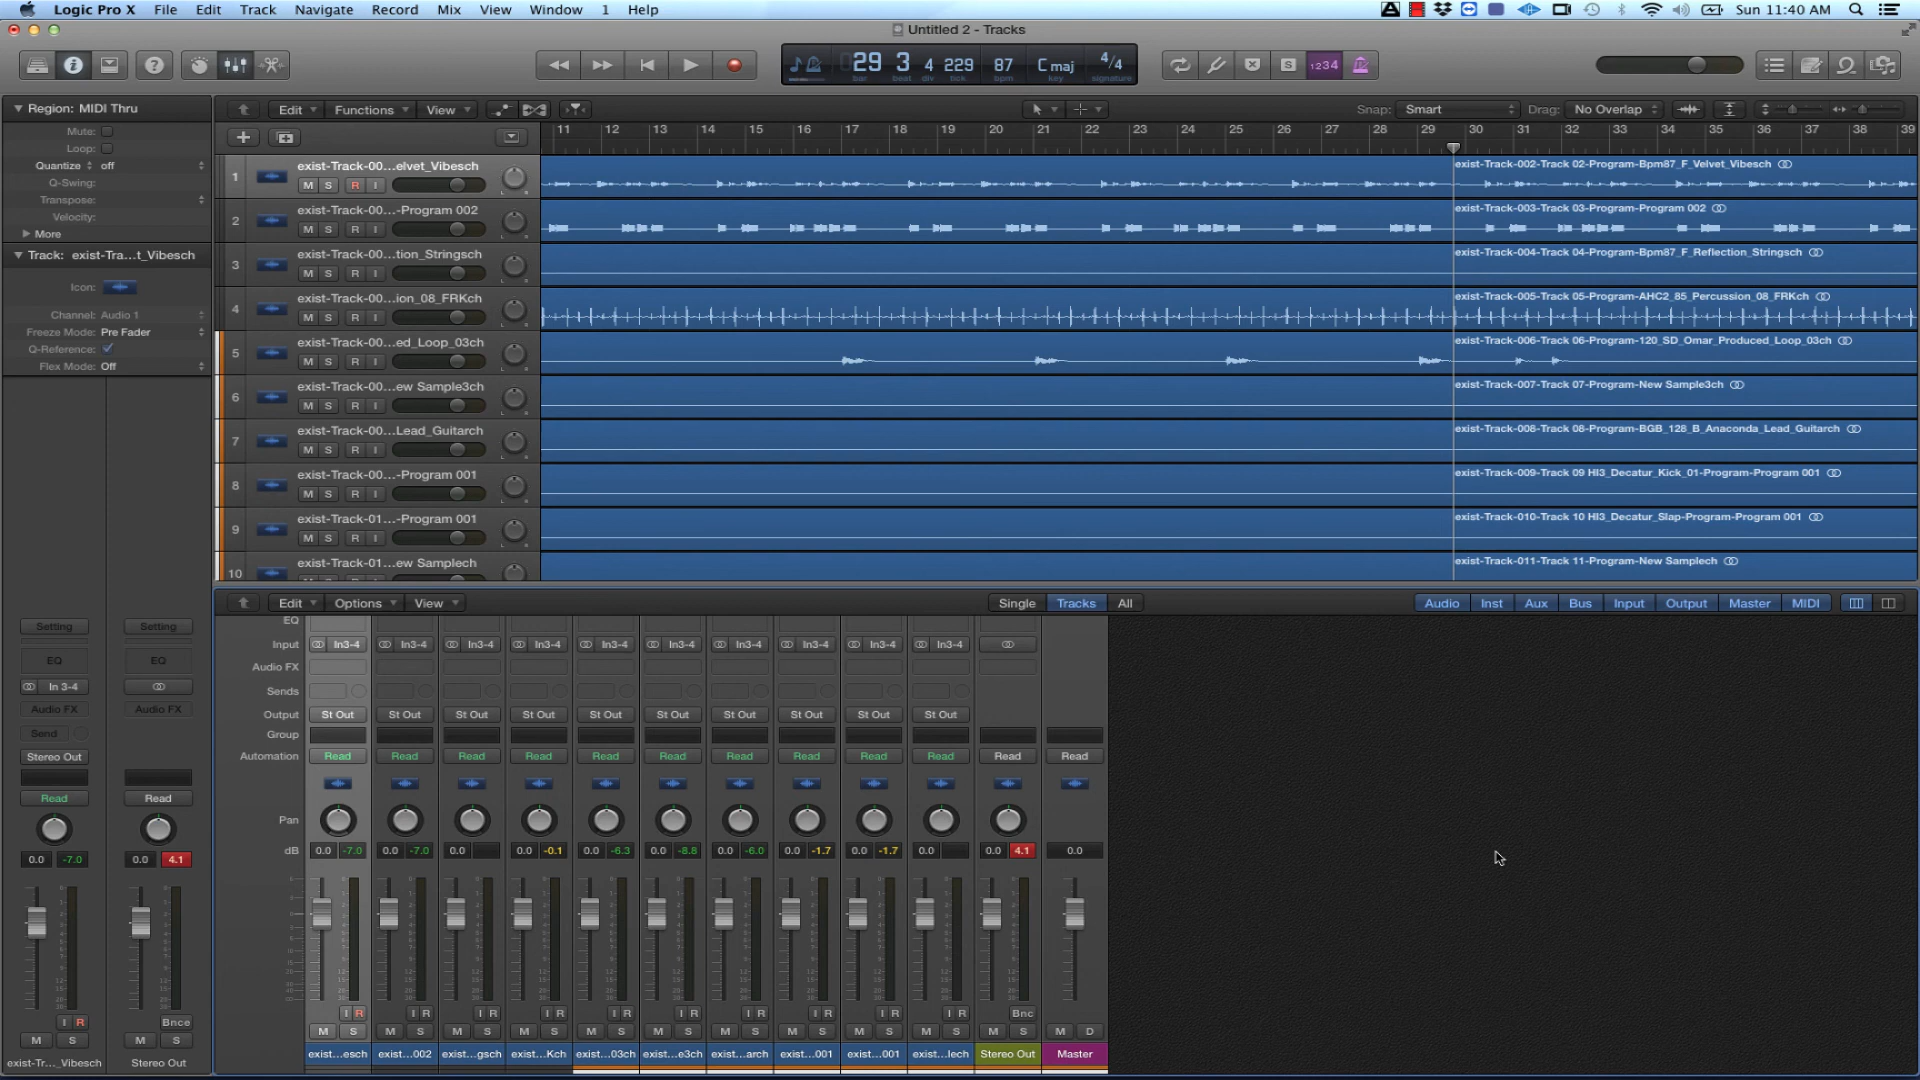 Logic Pro X File Edit Track Navigate Record Mix View Window 1 Help Sun 11:40 AM
Untitled 2 - Tracks
29 3 4 229 87 C maj 4/4
bar beat div tick bpm key signature
S 1234
Region: MIDI Thru
Mute:
Loop:
Quantize off
Q-Swing:
Transpose:
Velocity:
More
Track: exist-Tra...t_Vibesch
Icon:
Channel: Audio 1
Freeze Mode: Pre Fader
Q-Reference:
Flex Mode: Off
Edit Functions View Snap: Smart Drag: No Overlap
11 12 13 14 15 16 17 18 19 20 21 22 23 24 25 26 27 28 29 30 31 32 33 34 35 36 37 38 39
1 exist-Track-00...elvet_Vibesch
M S R I
exist-Track-002-Track 02-Program-Bpm87_F_Velvet_Vibesch
2 exist-Track-00...-Program 002
M S R I
exist-Track-003-Track 03-Program-Program 002
3 exist-Track-00...tion_Stringsch
M S R I
exist-Track-004-Track 04-Program-Bpm87_F_Reflection_Stringsch
4 exist-Track-00...ion_08_FRKch
M S R I
exist-Track-005-Track 05-Program-AHC2_85_Percussion_08_FRKch
5 exist-Track-00...ed_Loop_03ch
M S R I
exist-Track-006-Track 06-Program-120_SD_Omar_Produced_Loop_03ch
6 exist-Track-00...ew Sample3ch
M S R I
exist-Track-007-Track 07-Program-New Sample3ch
7 exist-Track-00...Lead_Guitarch
M S R I
exist-Track-008-Track 08-Program-BGB_128_B_Anaconda_Lead_Guitarch
8 exist-Track-00...-Program 001
M S R I
exist-Track-009-Track 09 HI3_Decatur_Kick_01-Program-Program 001
9 exist-Track-01...-Program 001
M S R I
exist-Track-010-Track 10 HI3_Decatur_Slap-Program-Program 001
10 exist-Track-01...ew Samplech
exist-Track-011-Track 11-Program-New Samplech
Edit Options View Single Tracks All Audio Inst Aux Bus Input Output Master MIDI
Setting Setting
EQ EQ
In 3-4
Audio FX Audio FX
Send
Stereo Out
Read Read
0.0 -7.0 0.0 4.1
I R Bnce
M S M S
exist-Tr..._Vibesch Stereo Out
EQ
Input In3-4 In3-4 In3-4 In3-4 In3-4 In3-4 In3-4 In3-4 In3-4 In3-4
Audio FX
Sends
Output St Out St Out St Out St Out St Out St Out St Out St Out St Out St Out
Group
Automation Read Read Read Read Read Read Read Read Read Read Read Read
Pan
dB 0.0 -7.0 0.0 -7.0 0.0 0.0 -0.1 0.0 -6.3 0.0 -8.8 0.0 -6.0 0.0 -1.7 0.0 -1.7 0.0 0.0 4.1 0.0
I R I R I R I R I R I R I R I R I R I R Bnc
M S M S M S M S M S M S M S M S M S M S M S M D
exist...esch exist...002 exist...gsch exist...Kch exist...03ch exist...e3ch exist...arch exist...001 exist...001 exist...lech Stereo Out Master